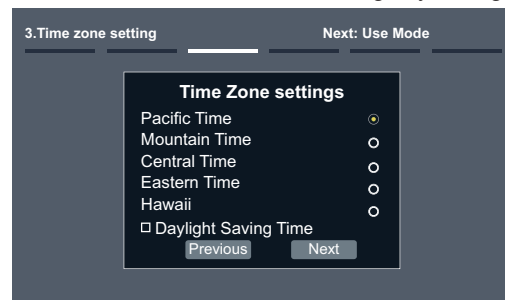 3.Time zone setting Next: Use Mode
Time Zone settings
Pacific Time
Mountain Time
Central Time
Eastern Time
Hawaii
Daylight Saving Time
Previous Next